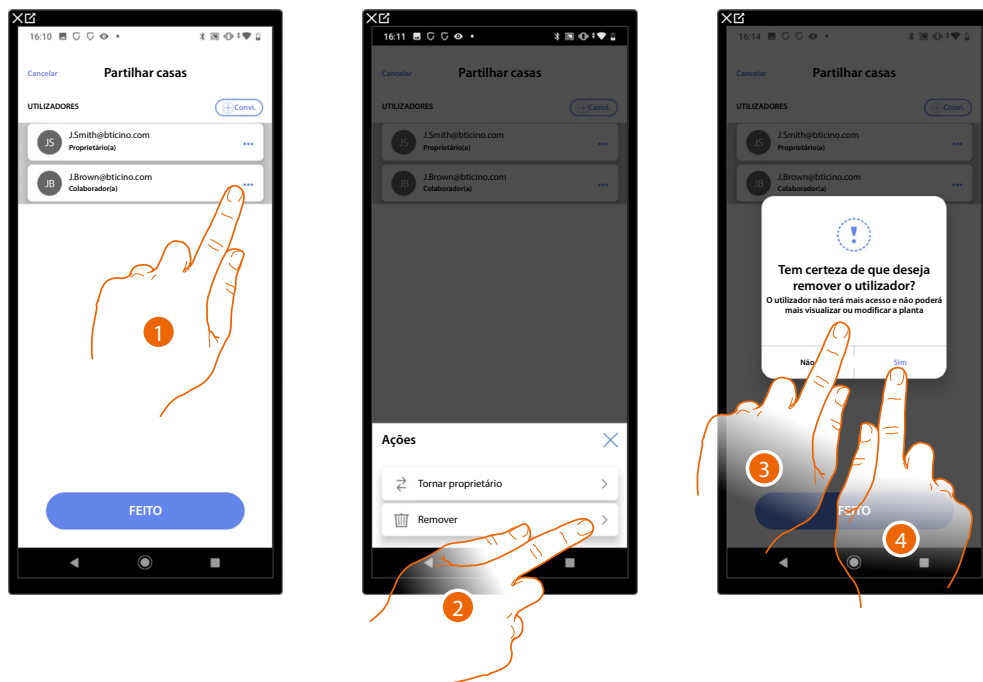 16:10
Cancelar
Partilhar casas
UTILIZADORES
Convi.
JS
J.Smith@bticino.com
Proprietário(a)
JB
J.Brown@bticino.com
Colaborador(a)
1
FEITO
16:11
Cancelar
Partilhar casas
UTILIZADORES
Convi.
JS
J.Smith@bticino.com
Proprietário(a)
JB
J.Brown@bticino.com
Colaborador(a)
Ações
Tornar proprietário
Remover
2
16:14
Cancelar
Partilhar casas
UTILIZADORES
Convi.
JS
J.Smith@bticino.com
Proprietário(a)
JB
J.Brown@bticino.com
Colaborador(a)
Tem certeza de que deseja
remover o utilizador?
O utilizador não terá mais acesso e não poderá
mais visualizar ou modificar a planta
Não
Sim
3
FEITO
4